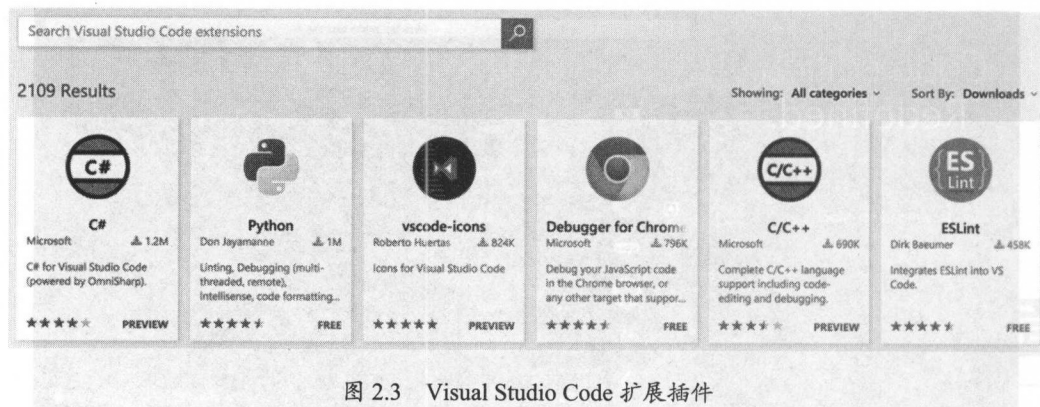 Search Visual Studio Code extensions
2109 Results
Showing: All categories
Sort By: Downloads
C#
C#
Microsoft 1.2M
C# for Visual Studio Code
(powered by OmniSharp).
PREVIEW
Python
Don Jayamanne 1M
Linting, Debugging (multi-
threaded, remote),
Intellisense, code formatting...
FREE
vscode-icons
Roberto Huertas 824K
Icons for Visual Studio Code
PREVIEW
Debugger for Chrome
Microsoft 796K
Debug your JavaScript code
in the Chrome browser, or
any other target that suppor...
FREE
C/C++
C/C++
Microsoft 690K
Complete C/C++ language
support including code-
editing and debugging.
PREVIEW
{ES}
Lint
ESLint
Dirk Baeumer 458K
Integrates ESLint into VS
Code.
FREE
图 2.3 Visual Studio Code 扩展插件